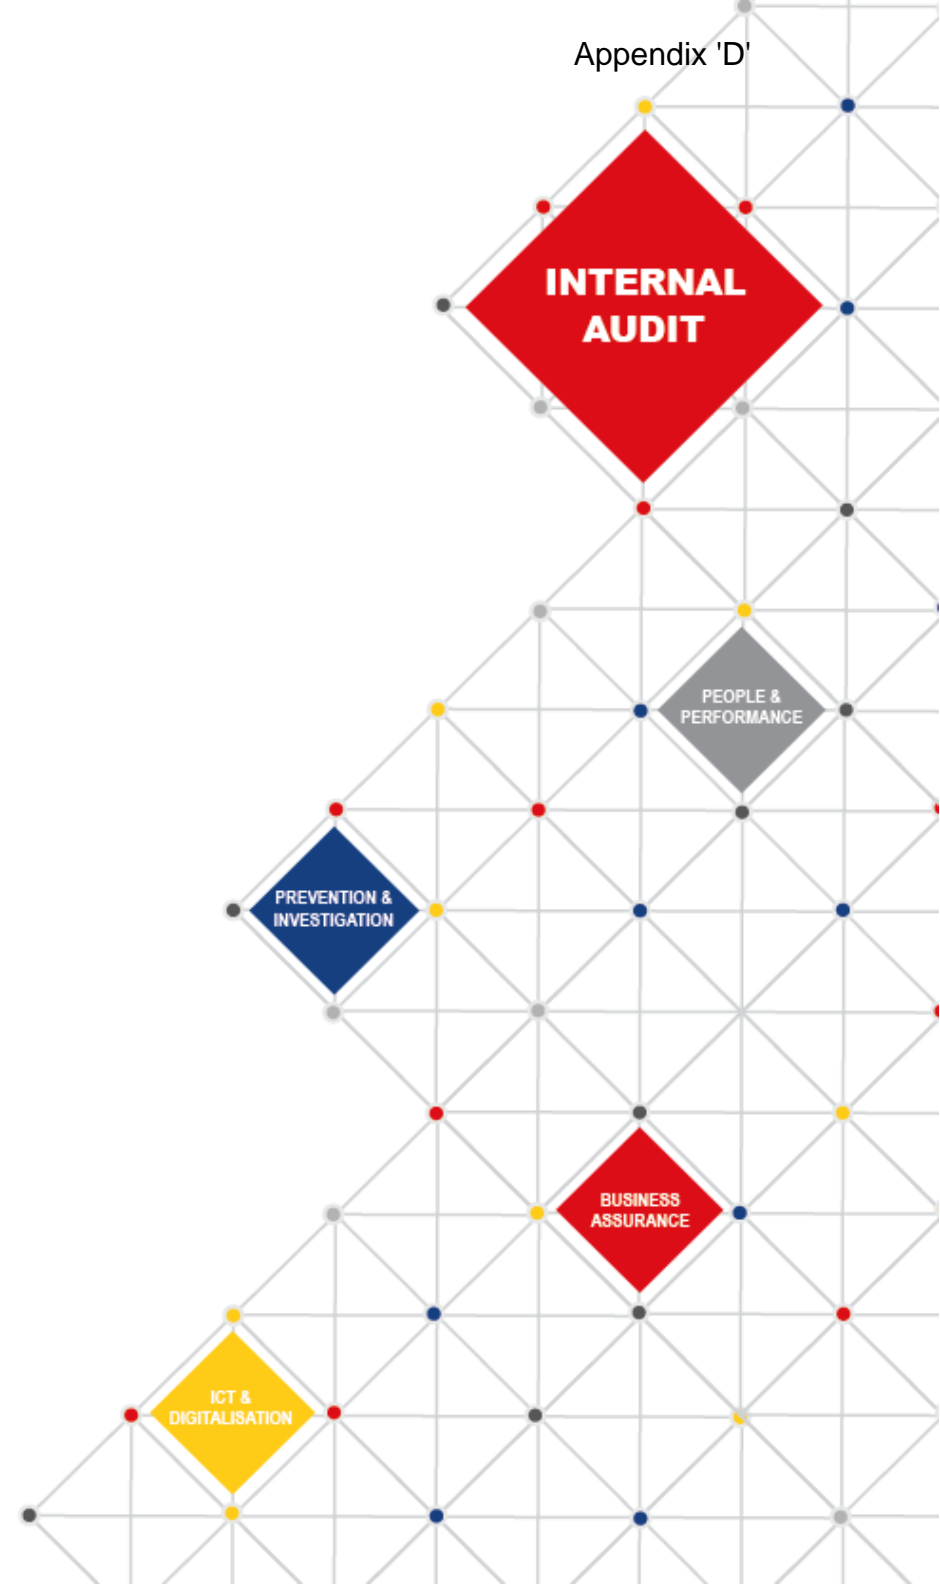 Appendix 'D'
INTERNAL
AUDIT
PEOPLE &
PERFORMANCE
PREVENTION &
INVESTIGATION
BUSINESS
ASSURANCE
ICT &
DIGITALISATION